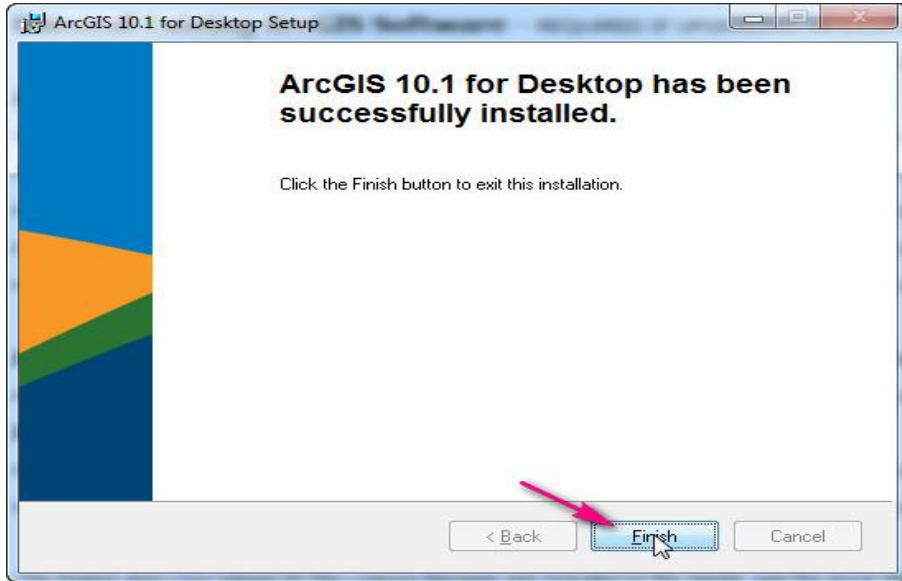 ArcGIS 10.1 for Desktop Setup
ArcGIS 10.1 for Desktop has been
successfully installed.
Click the Finish button to exit this installation.
< Back
Finish
Cancel